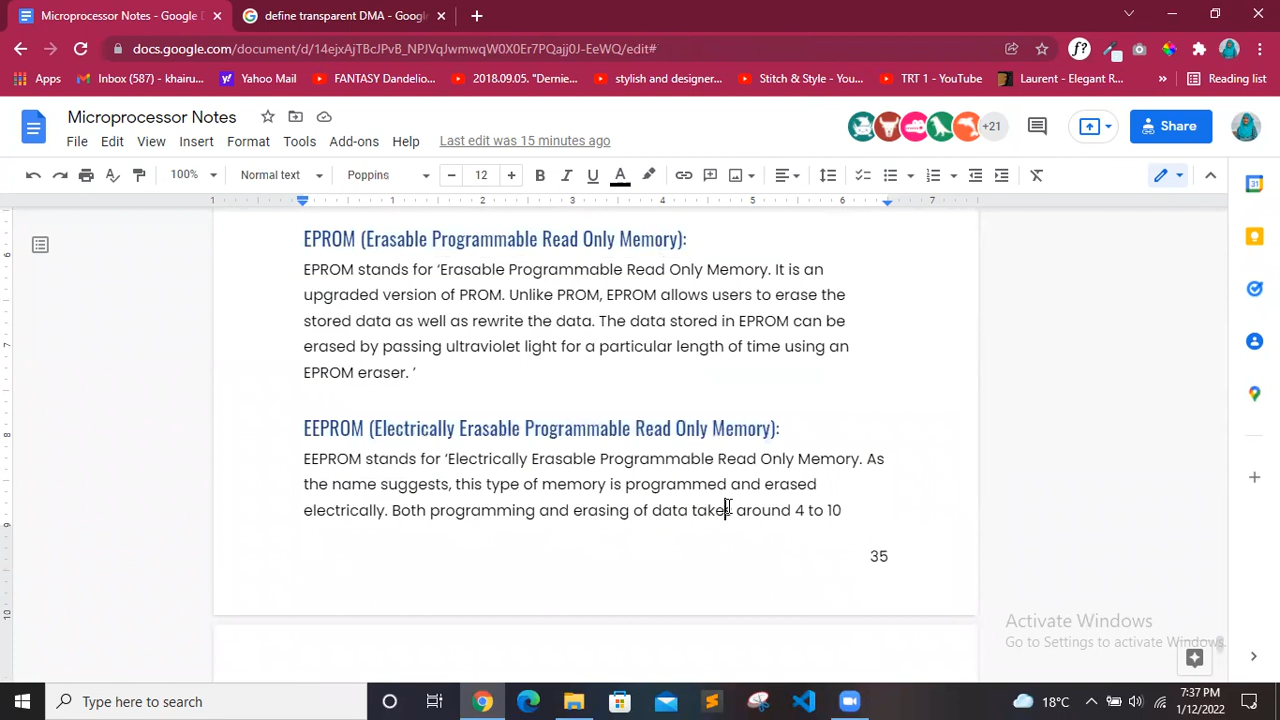 Microprocessor Notes - Google D
define transparent DMA - Google
docs.google.com/document/d/14ejxAjTBcJPvB_NPJVqJwmwqW0X0Er7PQajj0J-EeWQ/edit#
Apps
Inbox (587) - khairu...
Yahoo Mail
FANTASY Dandelio...
2018.09.05. "Dernie...
stylish and designer...
Stitch & Style - You...
TRT 1 - YouTube
Laurent - Elegant R...
Reading list
Microprocessor Notes
+21
Share
File Edit View Insert Format Tools Add-ons Help Last edit was 15 minutes ago
100% Normal text Poppins 12
1 1 2 3 4 5 6 7
EPROM (Erasable Programmable Read Only Memory):
EPROM stands for ‘Erasable Programmable Read Only Memory. It is an
upgraded version of PROM. Unlike PROM, EPROM allows users to erase the
stored data as well as rewrite the data. The data stored in EPROM can be
erased by passing ultraviolet light for a particular length of time using an
EPROM eraser. ’
EEPROM (Electrically Erasable Programmable Read Only Memory):
EEPROM stands for ‘Electrically Erasable Programmable Read Only Memory. As
the name suggests, this type of memory is programmed and erased
electrically. Both programming and erasing of data takes around 4 to 10
35
Activate Windows
Go to Settings to activate Windows.
Type here to search
18°C
7:37 PM
1/12/2022